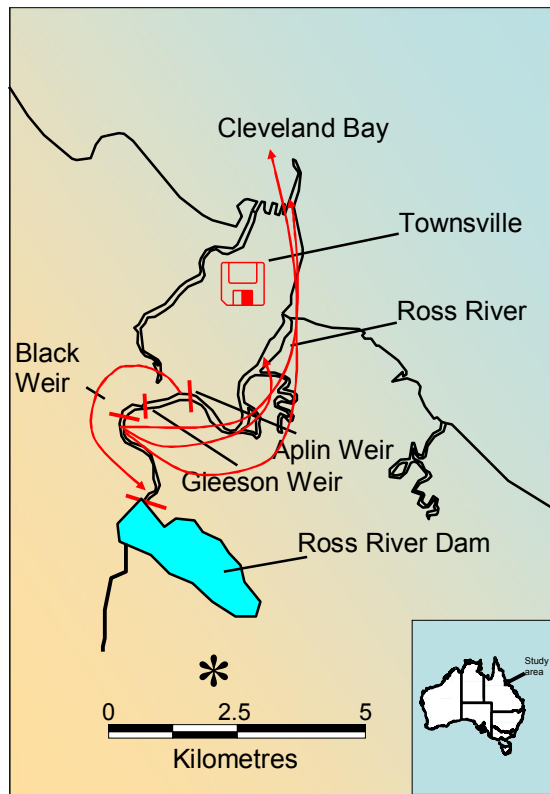 Cleveland Bay
Townsville
Ross River
Black
Weir
Aplin Weir
Gleeson Weir
Ross River Dam
Study
area
*
0 2.5 5
Kilometres